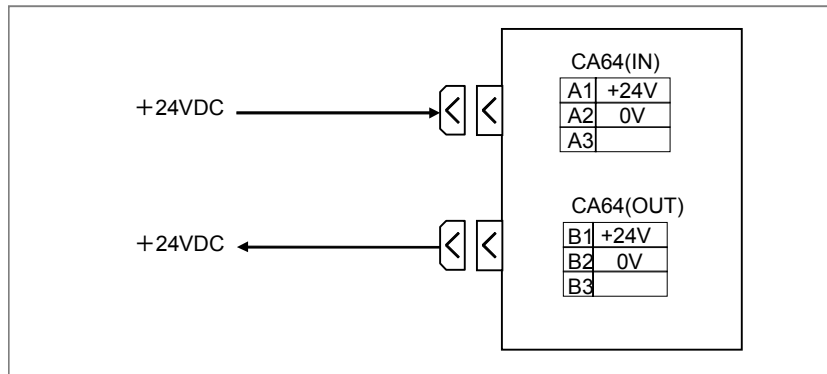 CA64(IN)
+24VDC
A1 +24V
A2 0V
A3
CA64(OUT)
+24VDC
B1 +24V
B2 0V
B3